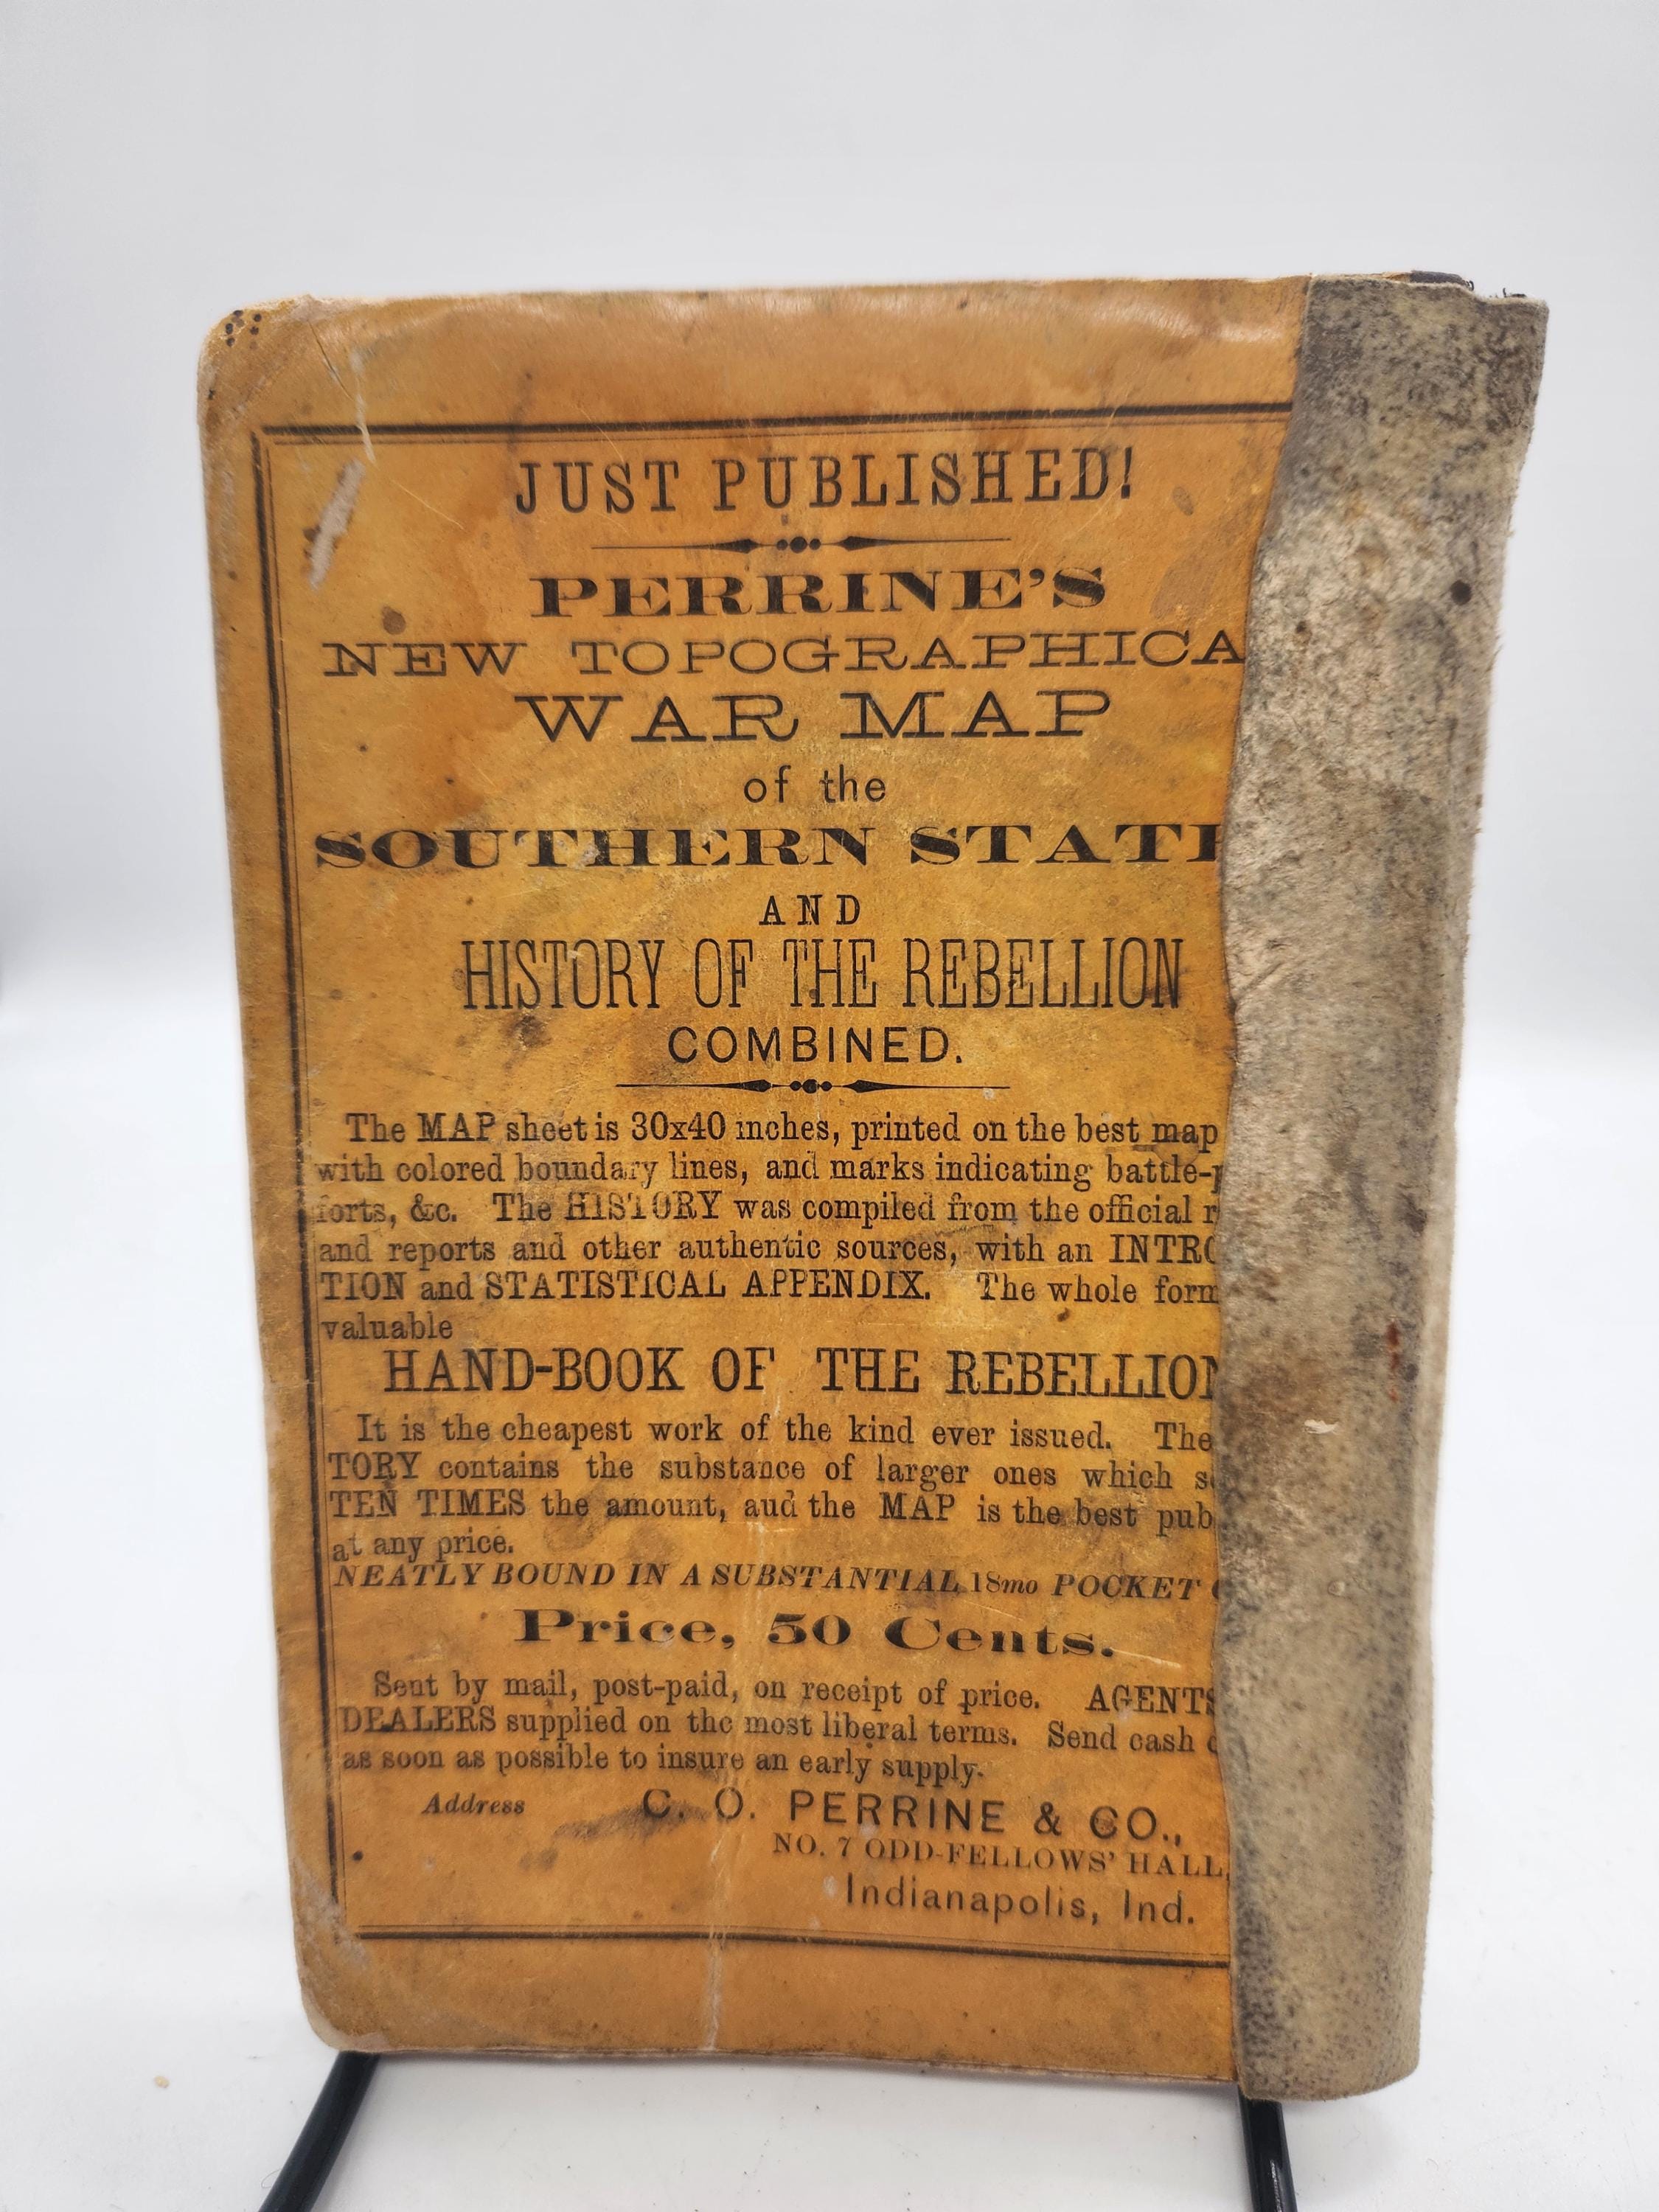 JUST PUBLISHED!
PERRINE'S
NEW TOPOGRAPHICA
WAR MAP
of the
SOUTHERN STATE
AND
HISTORY OF THE REBELLION
COMBINED.
The MAP sheet is 30x40 inches, printed on the best map
with colored boundary lines, and marks indicating battle-p
forts, &c. The HISTORY was compiled from the official r
and reports and other authentic sources, with an INTRO
TION and STATISTICAL APPENDIX. The whole form
valuable
HAND-BOOK OF THE REBELLION
It is the cheapest work of the kind ever issued. The
TORY contains the substance of larger ones which s
TEN TIMES the amount, aud the MAP is the best pub
at any price.
NEATLY BOUND IN A SUBSTANTIAL 18mo POCKET
Price, 50 Cents.
Sent by mail, post-paid, on receipt of price. AGENTS
DEALERS supplied on the most liberal terms. Send cash
as soon as possible to insure an early supply.
Address C. O. PERRINE & CO.,
NO. 7 ODD-FELLOWS' HALL,
Indianapolis, Ind.